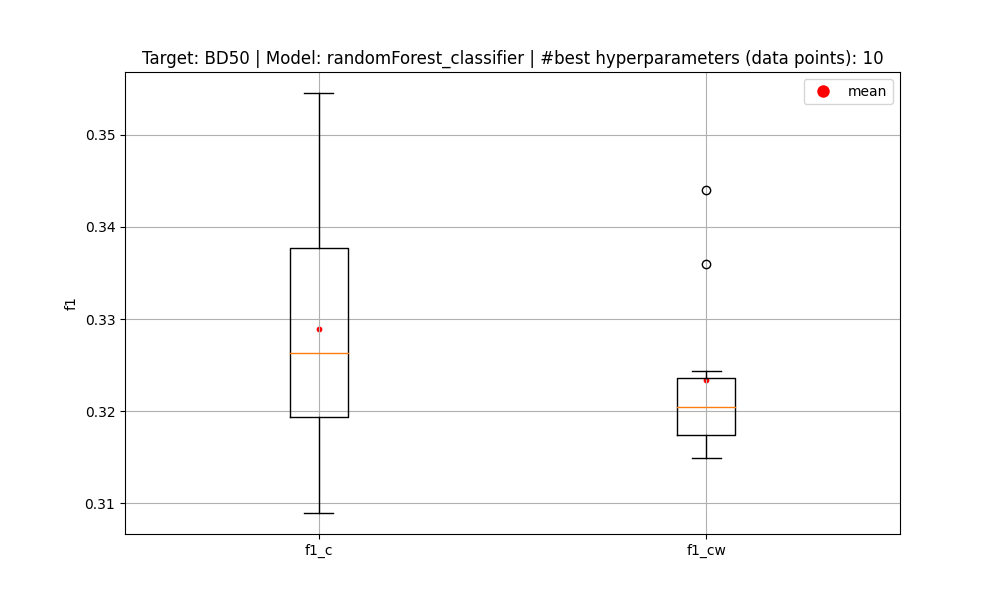 Target: BD50 | Model: randomForest_classifier | #best hyperparameters (data points): 10
mean
0.35
0.34
0.33
0.32
0.31
f1
f1_c
f1_cw